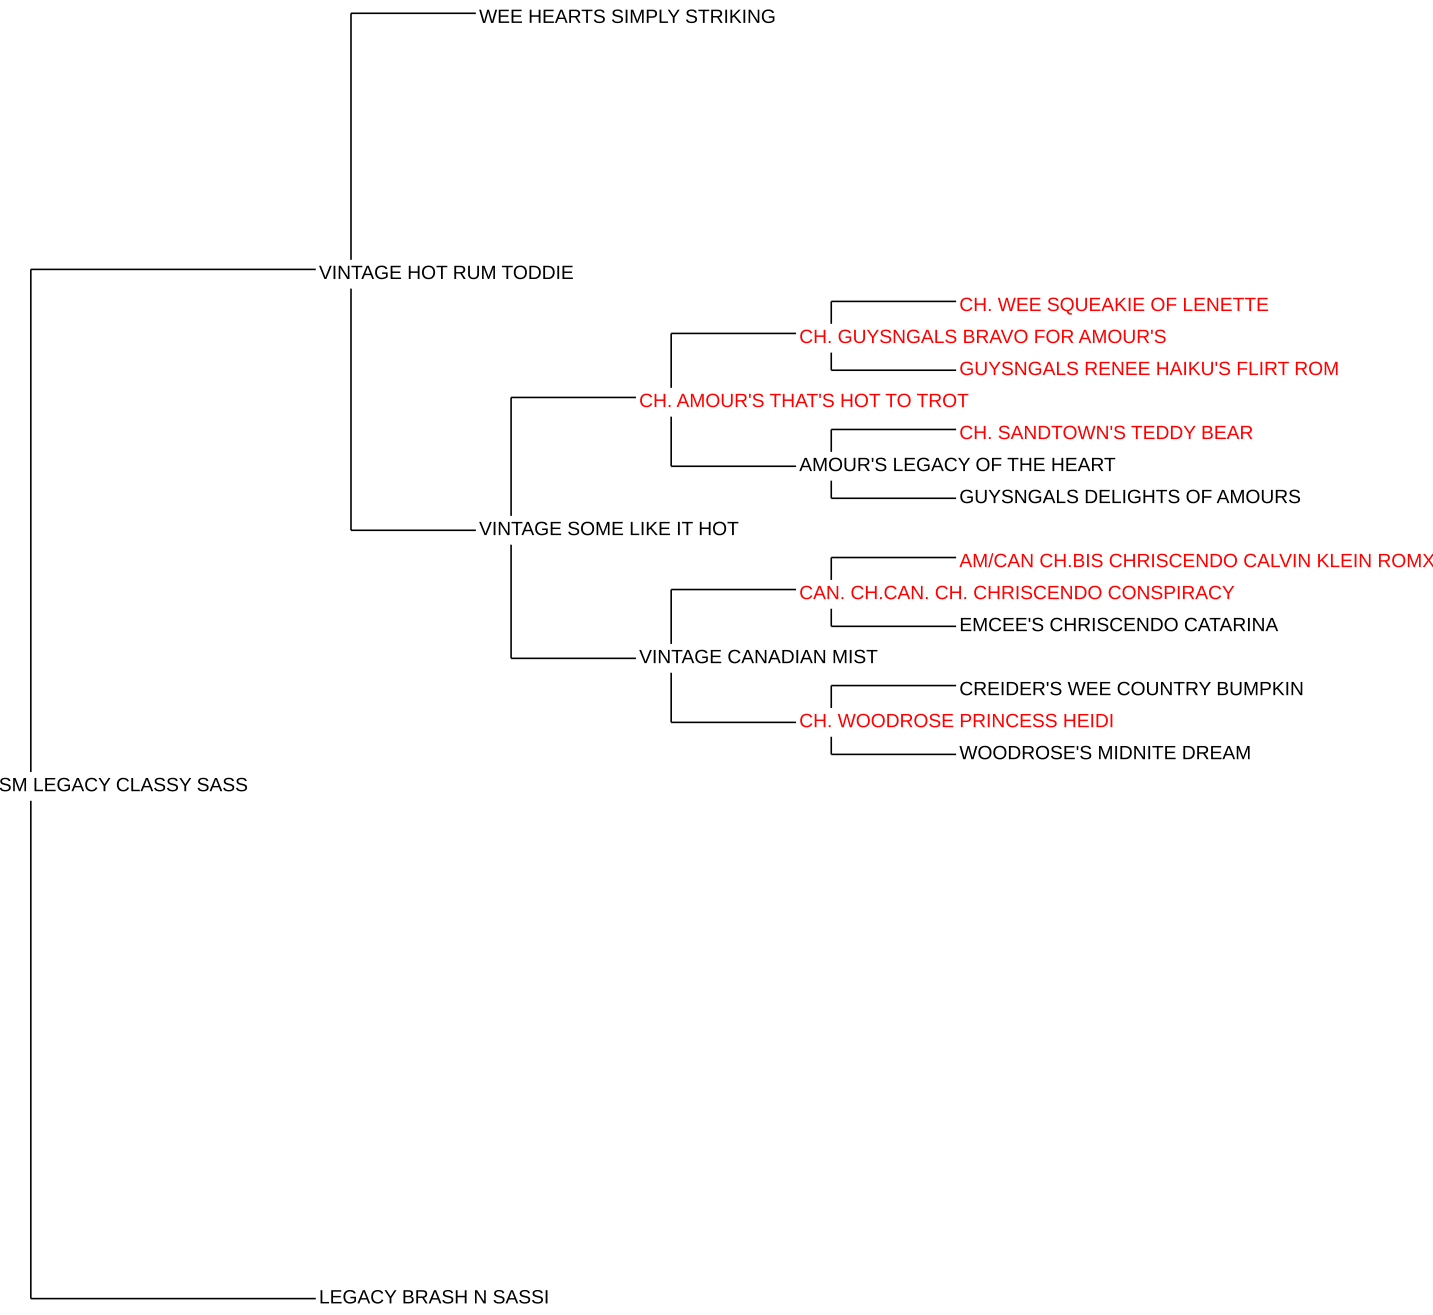 WEE HEARTS SIMPLY STRIKING
VINTAGE HOT RUM TODDIE
CH. WEE SQUEAKIE OF LENETTE
CH. GUYSNGALS BRAVO FOR AMOUR'S
GUYSNGALS RENEE HAIKU'S FLIRT ROM
CH. AMOUR'S THAT'S HOT TO TROT
CH. SANDTOWN'S TEDDY BEAR
AMOUR'S LEGACY OF THE HEART
GUYSNGALS DELIGHTS OF AMOURS
VINTAGE SOME LIKE IT HOT
AM/CAN CH.BIS CHRISCENDO CALVIN KLEIN ROMX
CAN. CH.CAN. CH. CHRISCENDO CONSPIRACY
EMCEE'S CHRISCENDO CATARINA
VINTAGE CANADIAN MIST
CREIDER'S WEE COUNTRY BUMPKIN
CH. WOODROSE PRINCESS HEIDI
WOODROSE'S MIDNITE DREAM
SM LEGACY CLASSY SASS
LEGACY BRASH N SASSI